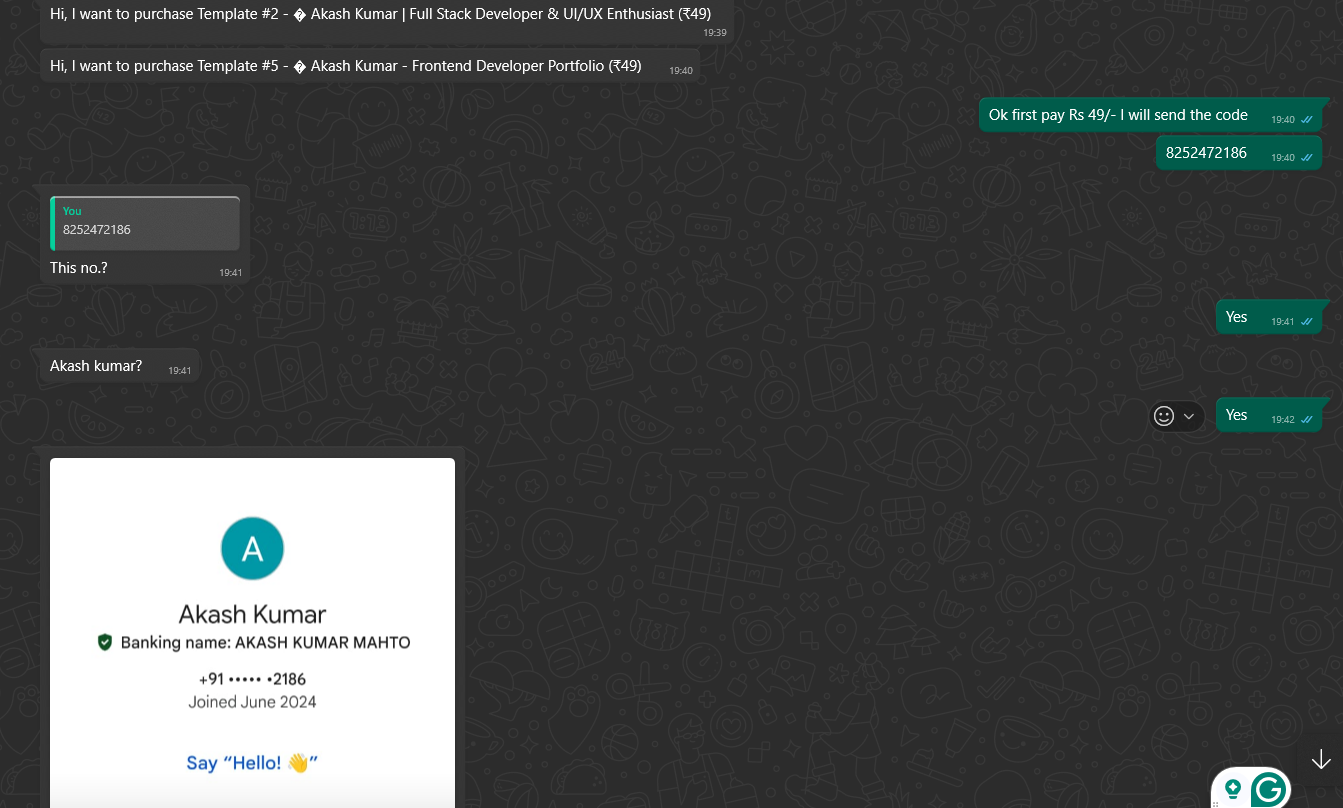 Hi, I want to purchase Template #2 - � Akash Kumar | Full Stack Developer & UI/UX Enthusiast (₹49)
19:39
Hi, I want to purchase Template #5 - � Akash Kumar - Frontend Developer Portfolio (₹49) 19:40
Ok first pay Rs 49/- I will send the code 19:40
8252472186 19:40
You
8252472186
This no.? 19:41
Yes 19:41
Akash kumar? 19:41
Yes 19:42
A
Akash Kumar
Banking name: AKASH KUMAR MAHTO
+91 ••••• •2186
Joined June 2024
Say “Hello! 👋”